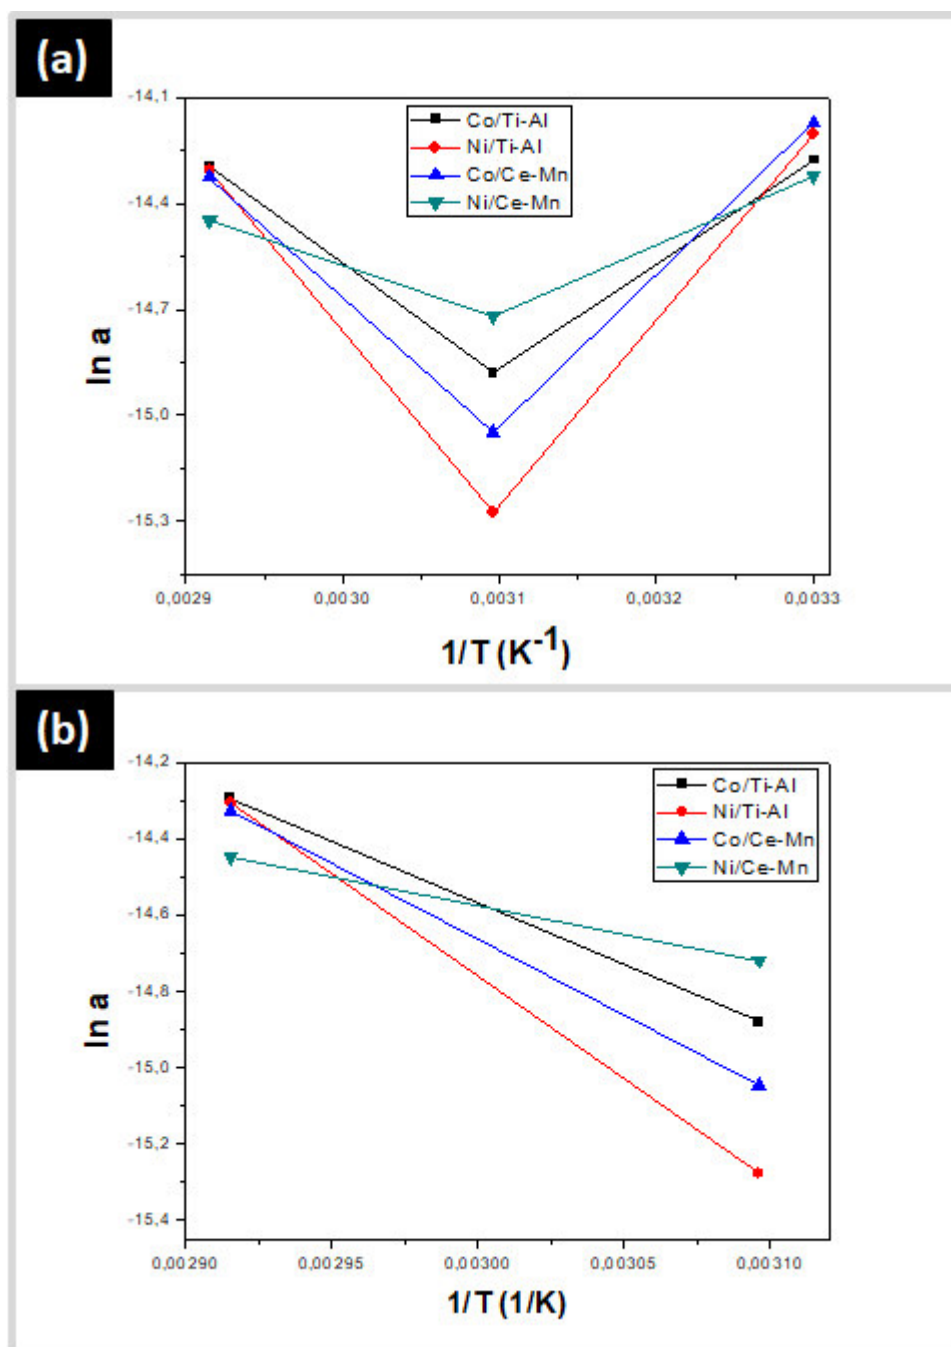 (a)
-14,1
-14,4
-14,7
-15,0
-15,3
ln a
Co/Ti-Al
Ni/Ti-Al
Co/Ce-Mn
Ni/Ce-Mn
0,0029
0,0030
0,0031
0,0032
0,0033
1/T (K⁻¹)
(b)
-14,2
-14,4
-14,6
-14,8
-15,0
-15,2
-15,4
ln a
Co/Ti-Al
Ni/Ti-Al
Co/Ce-Mn
Ni/Ce-Mn
0,00290
0,00295
0,00300
0,00305
0,00310
1/T (1/K)